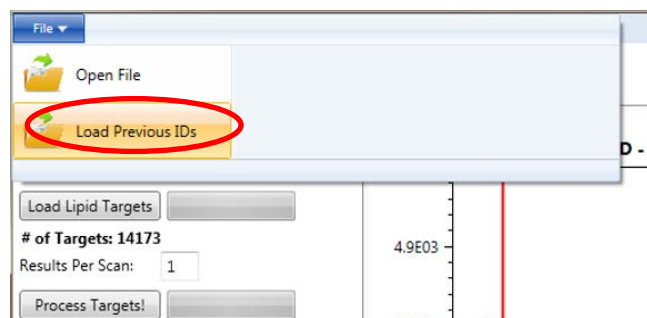 File
Open File
Load Previous IDs
D -
Load Lipid Targets
# of Targets: 14173
Results Per Scan: 1
4.9E03
Process Targets!